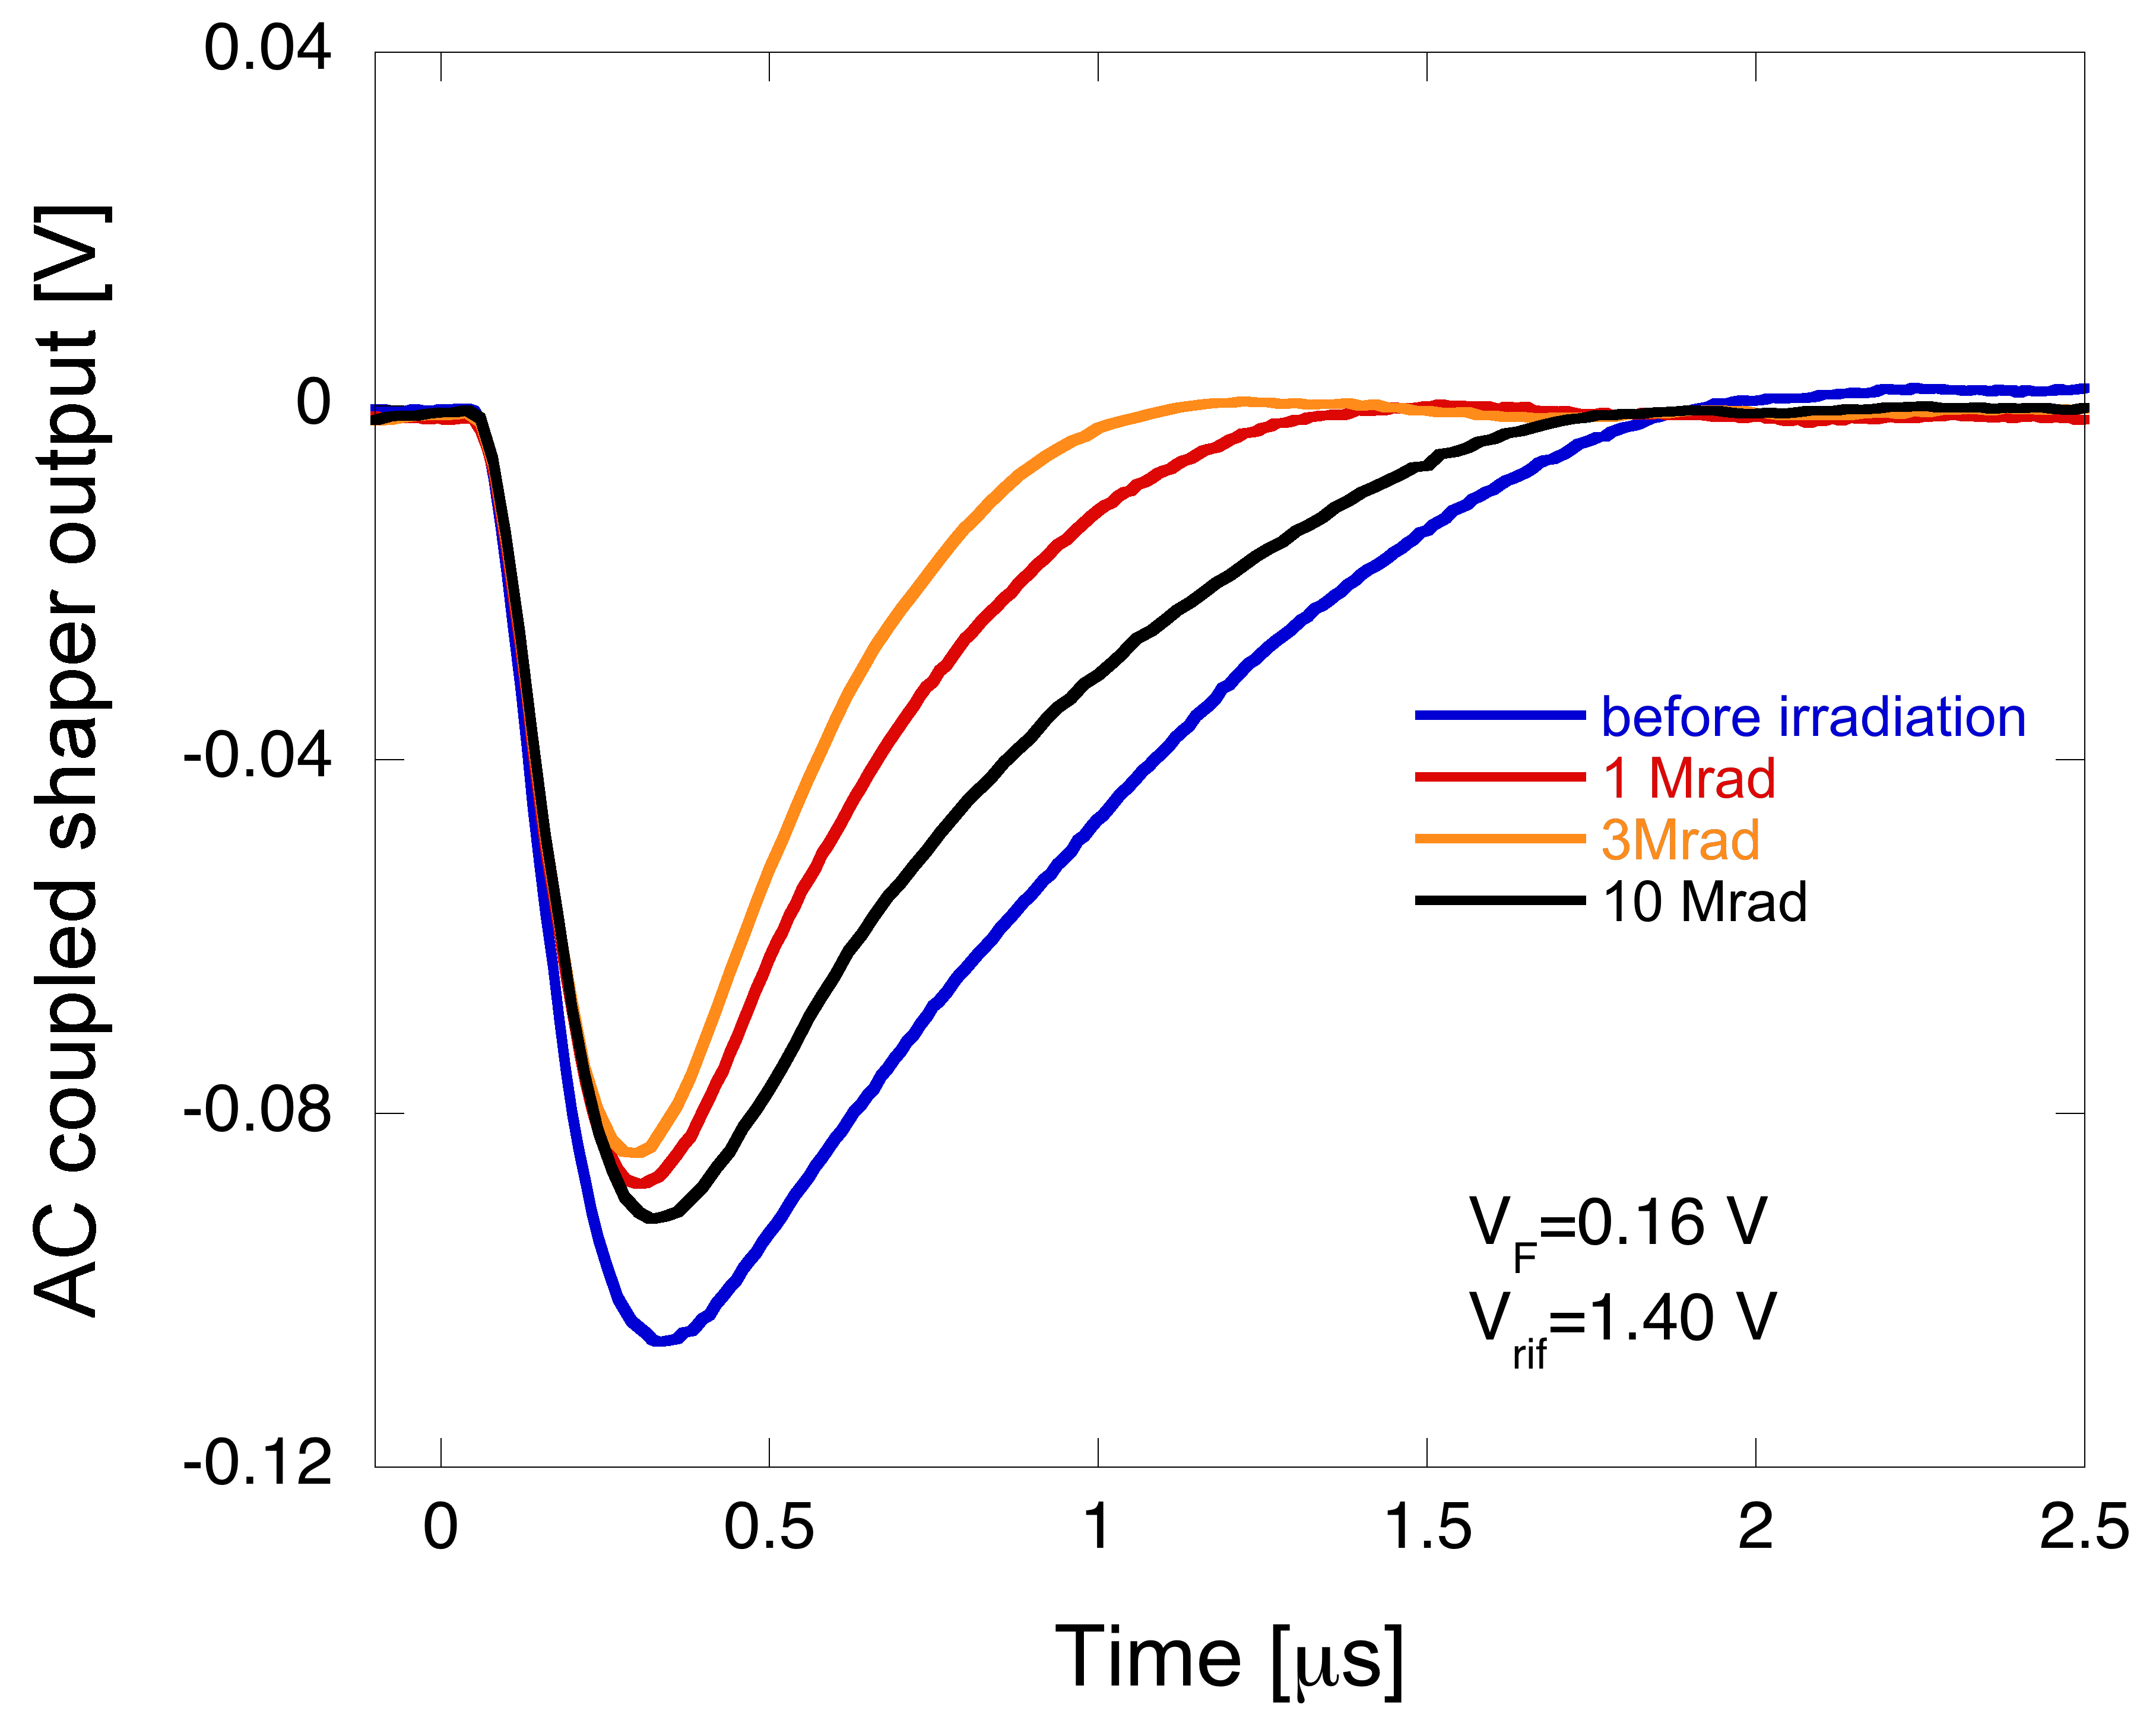 AC coupled shaper output [V]
0.04
0
-0.04
-0.08
-0.12
before irradiation
1 Mrad
3Mrad
10 Mrad
VF=0.16 V
Vrif=1.40 V
0 0.5 1 1.5 2 2.5
Time [μs]